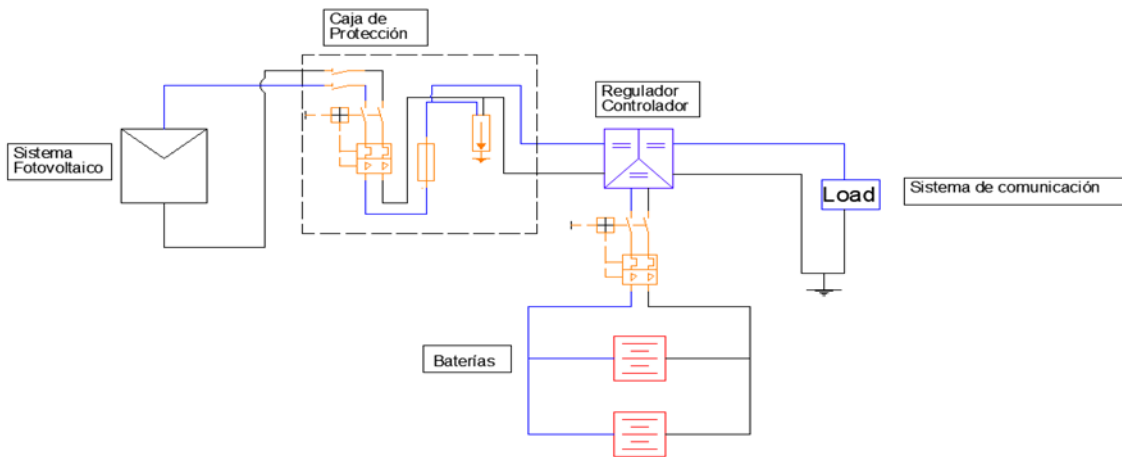 Caja de
Protección
Regulador
Controlador
Sistema
Fotovoltaico
Load
Sistema de comunicación
Baterías